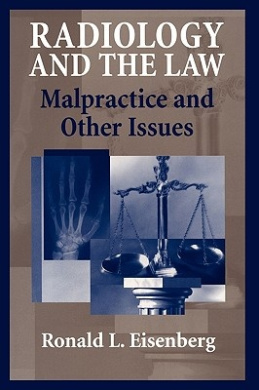 RADIOLOGY
AND THE LAW
Malpractice and
Other Issues
Ronald L. Eisenberg